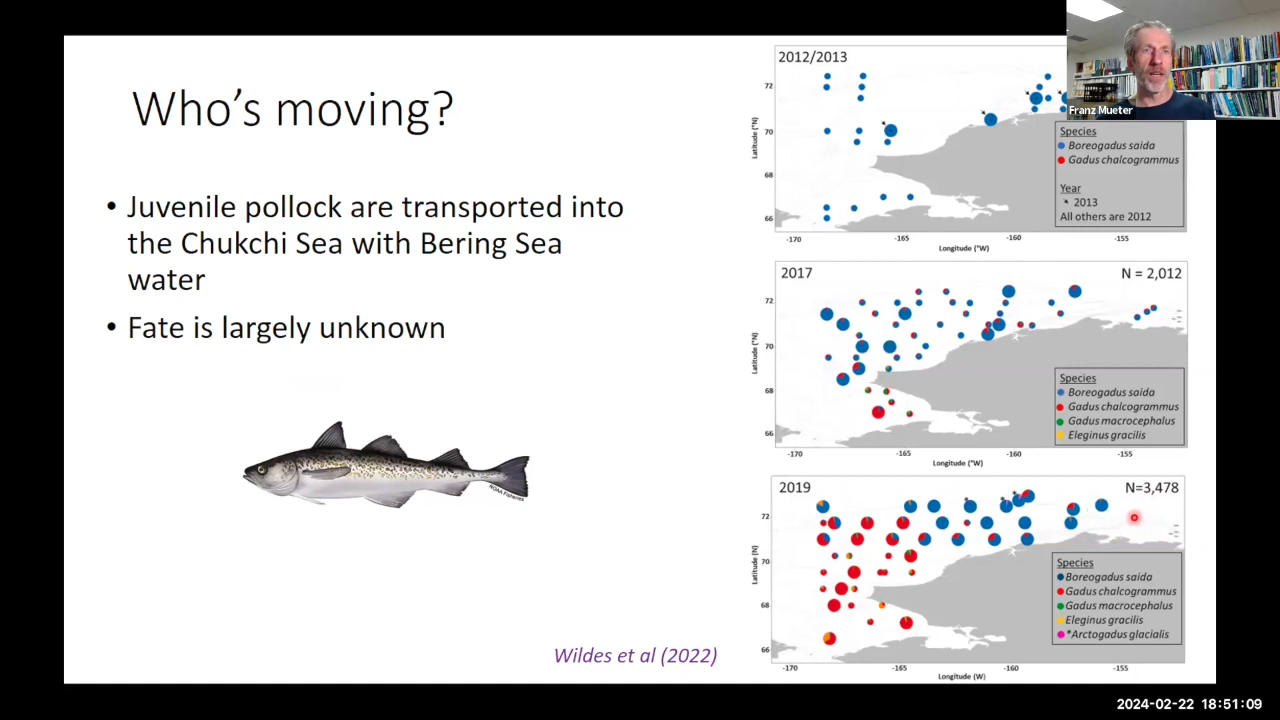 Who's moving?
• Juvenile pollock are transported into
the Chukchi Sea with Bering Sea
water
• Fate is largely unknown
NOAA Fisheries
Wildes et al (2022)
2012/2013
72
70
68
66
Latitude (°N)
-170
-165
-160
-155
Longitude (°W)
Species
Boreogadus saida
Gadus chalcogrammus
Year
2013
All others are 2012
2017
N = 2,012
72
70
68
66
Latitude (°N)
-170
-165
-160
-155
Longitude (°W)
Species
Boreogadus saida
Gadus chalcogrammus
Gadus macrocephalus
Eleginus gracilis
2019
N=3,478
72
70
68
66
Latitude (N)
-170
-165
-160
-155
Longitude (W)
Species
Boreogadus saida
Gadus chalcogrammus
Gadus macrocephalus
Eleginus gracilis
*Arctogadus glacialis
Franz Mueter
2024-02-22 18:51:09